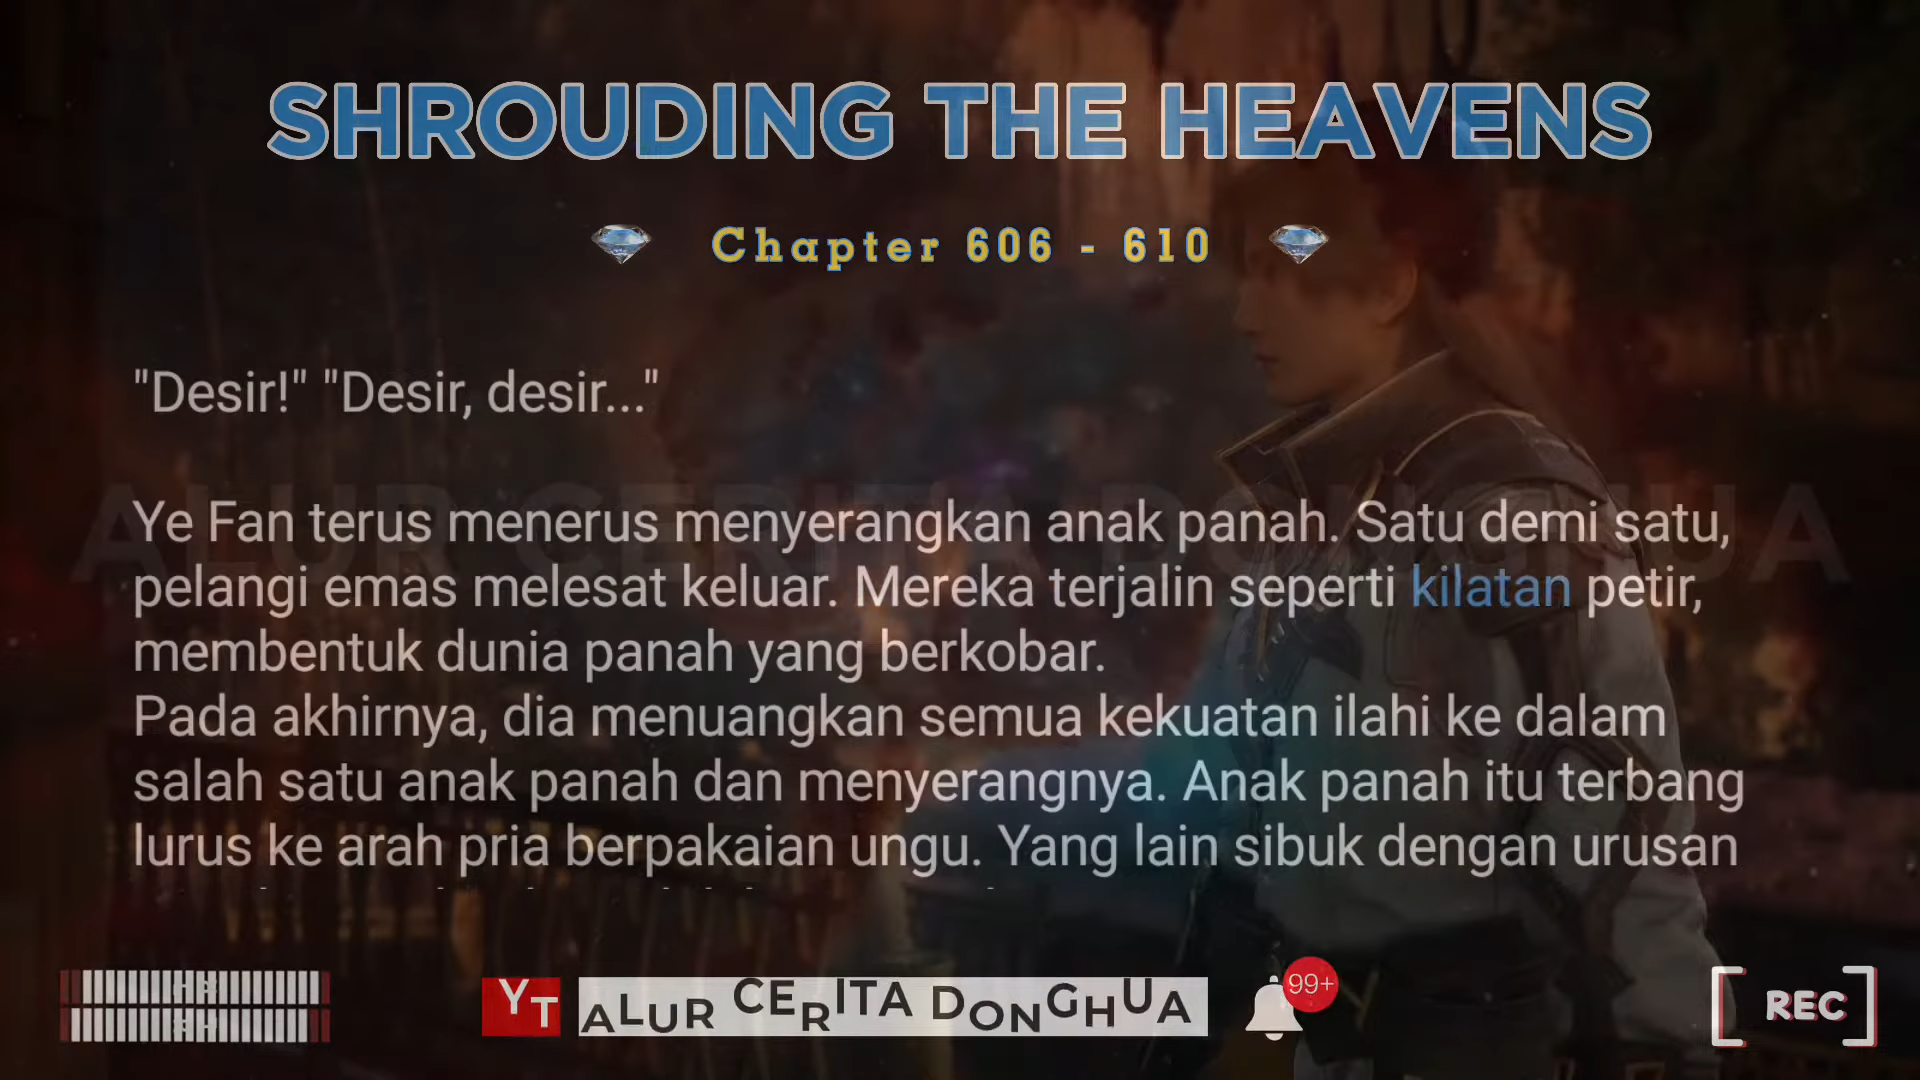 SHROUDING THE HEAVENS
Chapter 606 - 610
"Desir!" "Desir, desir..."
Ye Fan terus menerus menyerangkan anak panah. Satu demi satu,
pelangi emas melesat keluar. Mereka terjalin seperti kilatan petir,
membentuk dunia panah yang berkobar.
Pada akhirnya, dia menuangkan semua kekuatan ilahi ke dalam
salah satu anak panah dan menyerangnya. Anak panah itu terbang
lurus ke arah pria berpakaian ungu. Yang lain sibuk dengan urusan
ALUR CERITA DONGHUA
YT ALUR CERITA DONGHUA
99+
REC